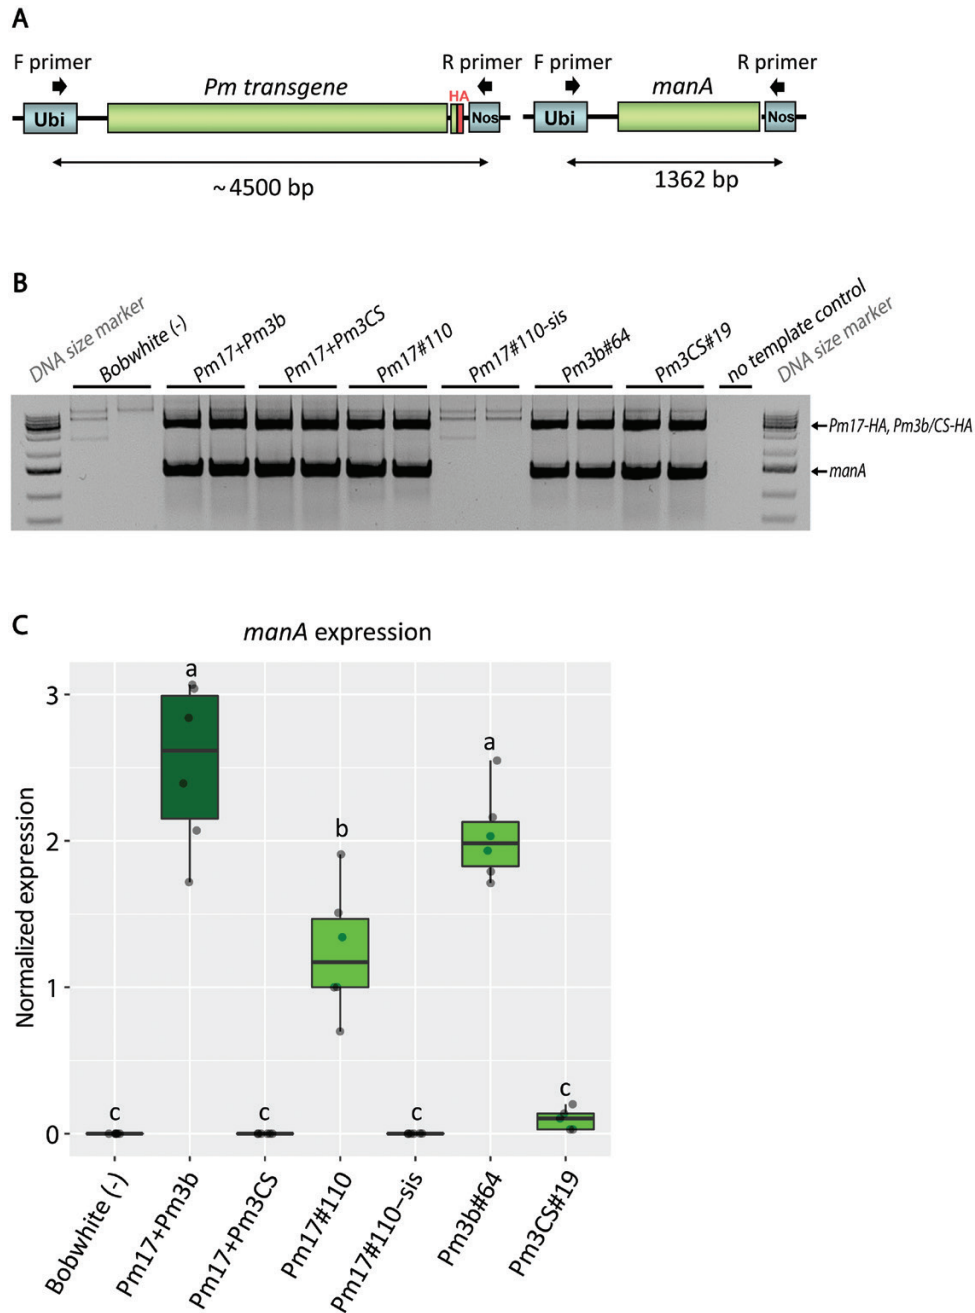 A
F primer R primer F primer R primer
Pm transgene manA
HA
Ubi Nos Ubi Nos
~4500 bp 1362 bp
B
DNA size marker
Bobwhite (-)
Pm17+Pm3b
Pm17+Pm3CS
Pm17#110
Pm17#110-sis
Pm3b#64
Pm3CS#19
no template control
DNA size marker
Pm17-HA, Pm3b/CS-HA
manA
C
manA expression
Normalized expression
3
2
1
0
a
a
b
c
c
c
c
Bobwhite (-)
Pm17+Pm3b
Pm17+Pm3CS
Pm17#110
Pm17#110–sis
Pm3b#64
Pm3CS#19